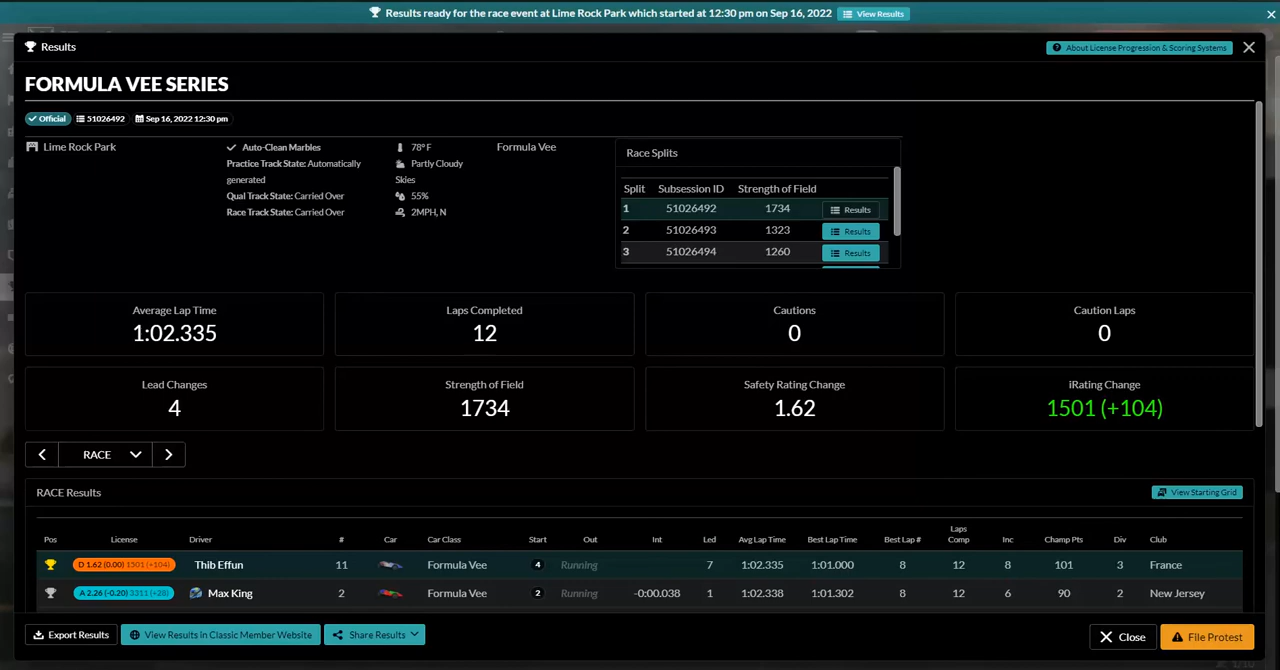 Results ready for the race event at Lime Rock Park which started at 12:30 pm on Sep 16, 2022 View Results
Results About License Progression & Scoring Systems
FORMULA VEE SERIES
Official 51026492 Sep 16, 2022 12:30 pm
Lime Rock Park
Auto-Clean Marbles
Practice Track State: Automatically
generated
Qual Track State: Carried Over
Race Track State: Carried Over
78° F
Partly Cloudy
Skies
55%
2MPH, N
Formula Vee
Race Splits
Split Subsession ID Strength of Field
1 51026492 1734 Results
2 51026493 1323 Results
3 51026494 1260 Results
Average Lap Time
1:02.335
Laps Completed
12
Cautions
0
Caution Laps
0
Lead Changes
4
Strength of Field
1734
Safety Rating Change
1.62
iRating Change
1501 (+104)
RACE
RACE Results View Starting Grid
Pos License Driver # Car Car Class Start Out Int Led Avg Lap Time Best Lap Time Best Lap # Laps Comp Inc Champ Pts Div Club
D 1.62 (0.00) 1501 (+104) Thib Effun 11 Formula Vee 4 Running 7 1:02.335 1:01.000 8 12 8 101 3 France
A 2.26 (-0.20) 3311 (+28) Max King 2 Formula Vee 2 Running -0:00.038 1 1:02.338 1:01.302 8 12 6 90 2 New Jersey
Export Results View Results in Classic Member Website Share Results Close File Protest